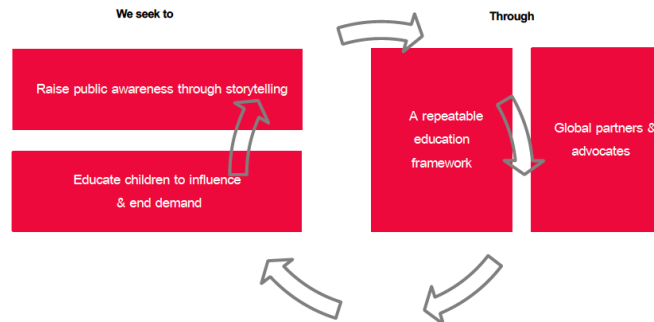 We seek to
Through
Raise public awareness through storytelling
Educate children to influence
& end demand
A repeatable
education
framework
Global partners &
advocates